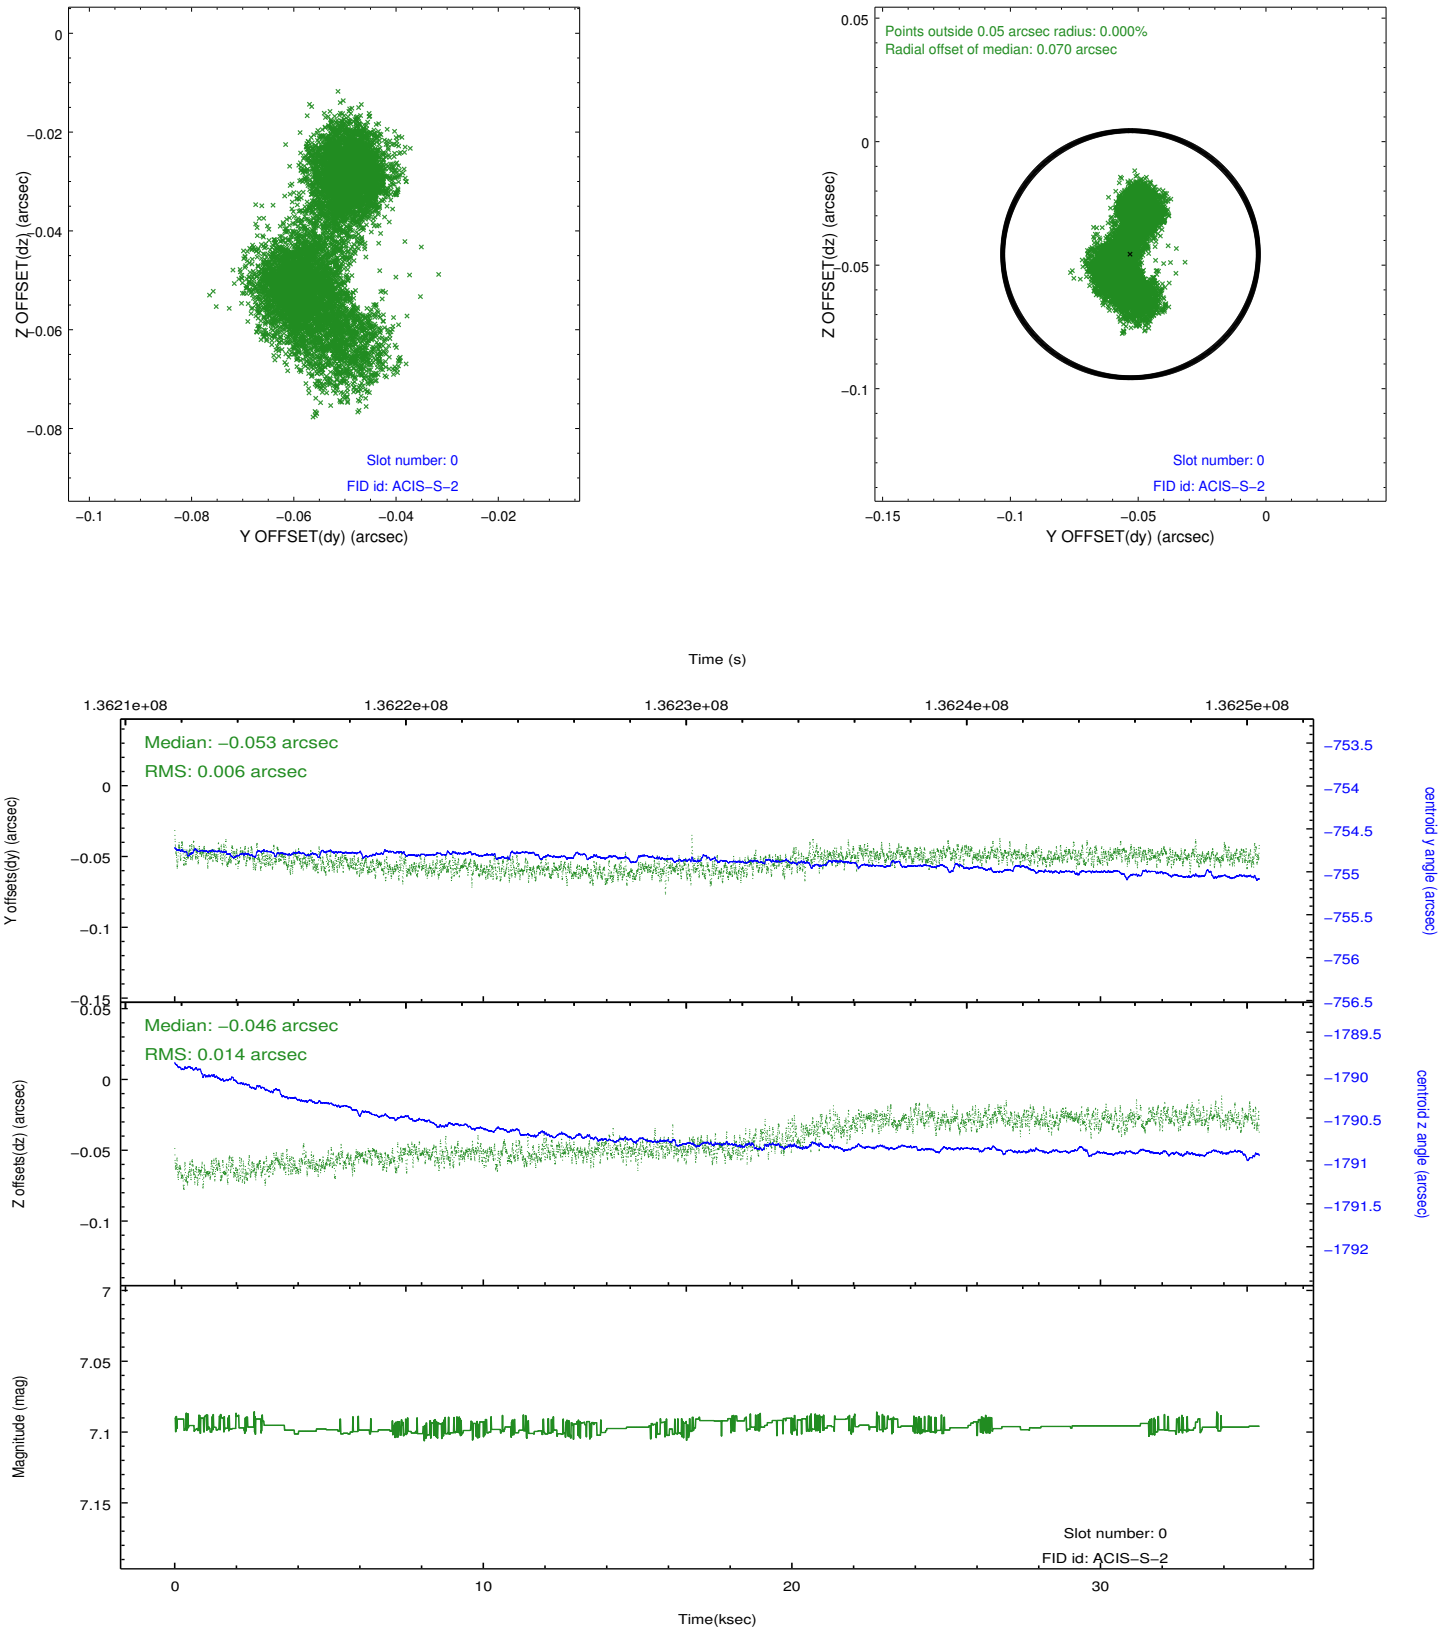 0
−0.02
−0.04
−0.06
−0.08
Z OFFSET(dz) (arcsec)
Slot number: 0
FID id: ACIS−S−2
−0.1
−0.08
−0.06
−0.04
−0.02
Y OFFSET(dy) (arcsec)
0.05
0
−0.05
−0.1
Z OFFSET(dz) (arcsec)
Points outside 0.05 arcsec radius: 0.000%
Radial offset of median: 0.070 arcsec
Slot number: 0
FID id: ACIS−S−2
−0.15
−0.1
−0.05
0
Y OFFSET(dy) (arcsec)
Time (s)
1.3621e+08
1.3622e+08
1.3623e+08
1.3624e+08
1.3625e+08
Median: −0.053 arcsec
RMS: 0.006 arcsec
0
−0.05
−0.1
−0.15
Y offsets(dy) (arcsec)
−753.5
−754
−754.5
−755
−755.5
−756
−756.5
centroid y angle (arcsec)
Median: −0.046 arcsec
RMS: 0.014 arcsec
0.05
0
−0.05
−0.1
Z offsets(dz) (arcsec)
−1789.5
−1790
−1790.5
−1791
−1791.5
−1792
centroid z angle (arcsec)
7
7.05
7.1
7.15
Magnitude (mag)
Slot number: 0
FID id: ACIS−S−2
0
10
20
30
Time(ksec)